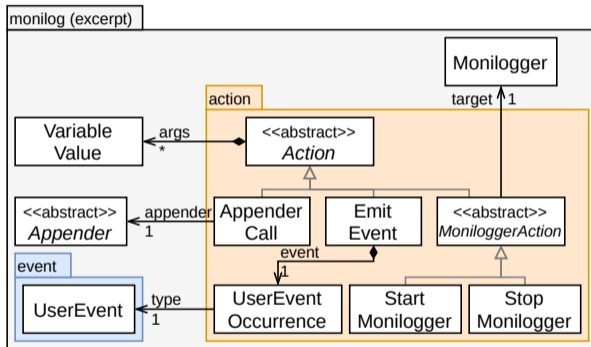 monilog (excerpt)
Monilogger
target 1
action
Variable
Value
args
*
<<abstract>>
Action
<<abstract>>
Appender
appender
1
Appender
Call
Emit
Event
<<abstract>>
MoniloggerAction
event
1
event
UserEvent
type
1
UserEvent
Occurrence
Start
Monilogger
Stop
Monilogger